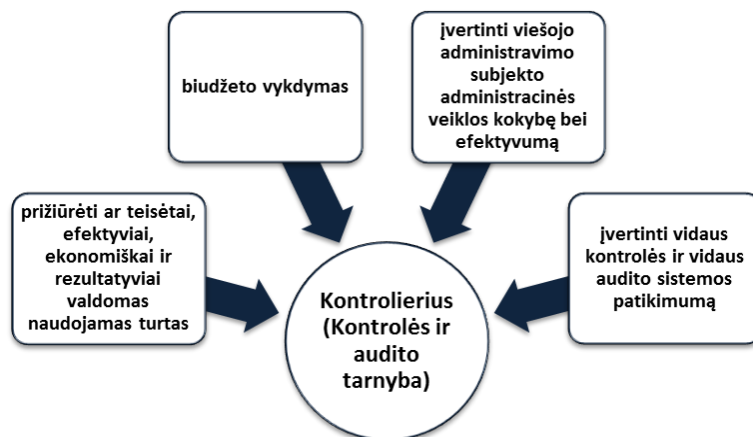 biudžeto vykdymas
įvertinti viešojo
administravimo
subjekto
administracinės
veiklos kokybę bei
efektyvumą
prižiūrėti ar teisėtai,
efektyviai,
ekonomiškai ir
rezultatyviai
valdomas
naudojamas turtas
įvertinti vidaus
kontrolės ir vidaus
audito sistemos
patikimumą
Kontrolierius
(Kontrolės ir
audito
tarnyba)